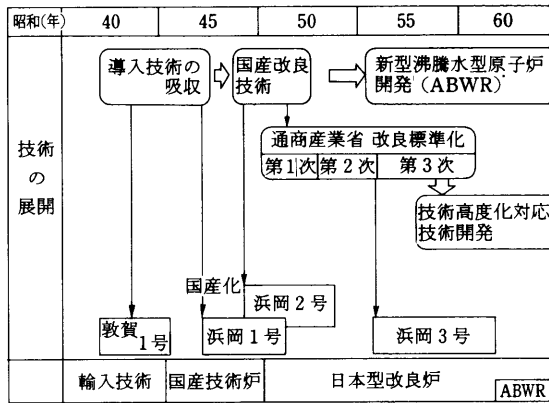 昭和(年) 40 45 50 55 60
導入技術の
吸収
国産改良
技術
新型沸騰水型原子炉
開発(ABWR)
通商産業省 改良標準化
第1次 第2次 第3次
技術
の
展開
技術高度化対応
技術開発
国産化
浜岡2号
敦賀
1号
浜岡1号
浜岡3号
輸入技術 国産技術炉 日本型改良炉
ABWR